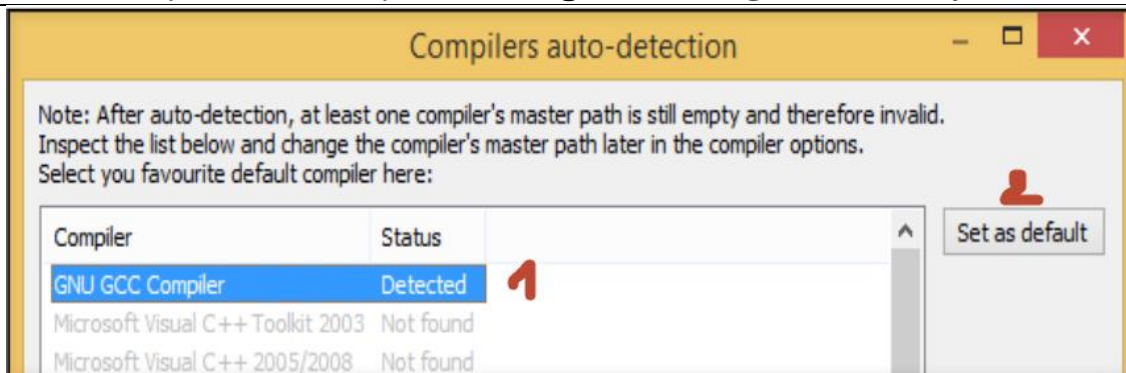 Compilers auto-detection
Note: After auto-detection, at least one compiler's master path is still empty and therefore invalid.
Inspect the list below and change the compiler's master path later in the compiler options.
Select you favourite default compiler here:
2
Set as default
Compiler Status
GNU GCC Compiler Detected 1
Microsoft Visual C++ Toolkit 2003 Not found
Microsoft Visual C++ 2005/2008 Not found